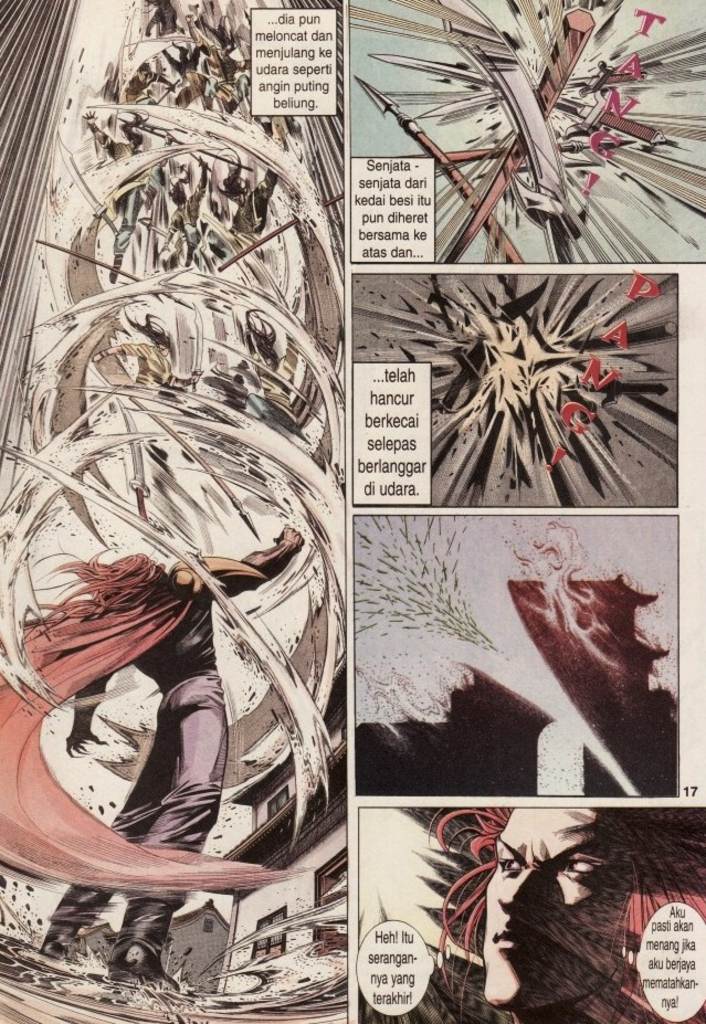 ...dia pun
meloncat dan
menjulang ke
udara seperti
angin puting
beliung.
TANG!
Senjata -
senjata dari
kedai besi itu
pun diheret
bersama ke
atas dan...
PANG!
...telah
hancur
berkecai
selepas
berlanggar
di udara.
17
Heh! Itu
serangan-
nya yang
terakhir!
Aku
pasti akan
menang jika
aku berjaya
mematahkan-
nya!